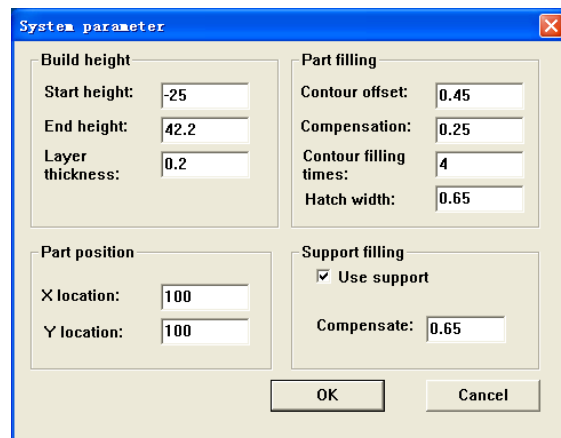 System parameter
Build height
Start height: -25
End height: 42.2
Layer
thickness: 0.2
Part filling
Contour offset: 0.45
Compensation: 0.25
Contour filling
times: 4
Hatch width: 0.65
Part position
X location: 100
Y location: 100
Support filling
Use support
Compensate: 0.65
OK
Cancel